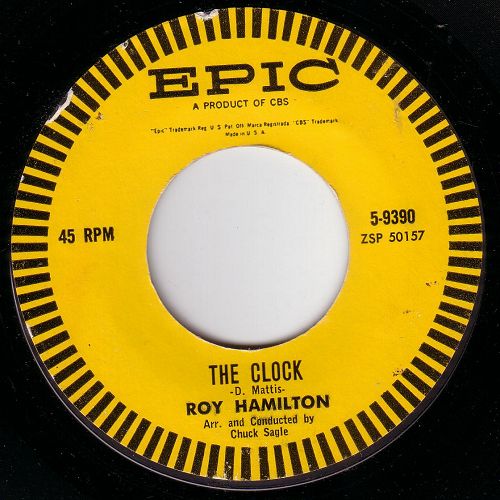 EPIC
A PRODUCT OF CBS
"Epic" Trademark Reg. U S Pat Off. Marca Registrada. "CBS" Trademark.
Made in U S A.
45 RPM
5-9390
ZSP 50157
THE CLOCK
-D. Mattis-
ROY HAMILTON
Arr. and Conducted by
Chuck Sagle